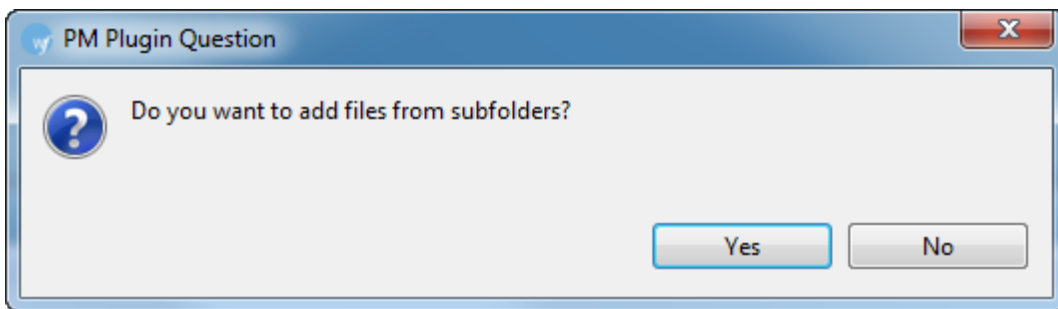 PM Plugin Question
Do you want to add files from subfolders?
Yes
No